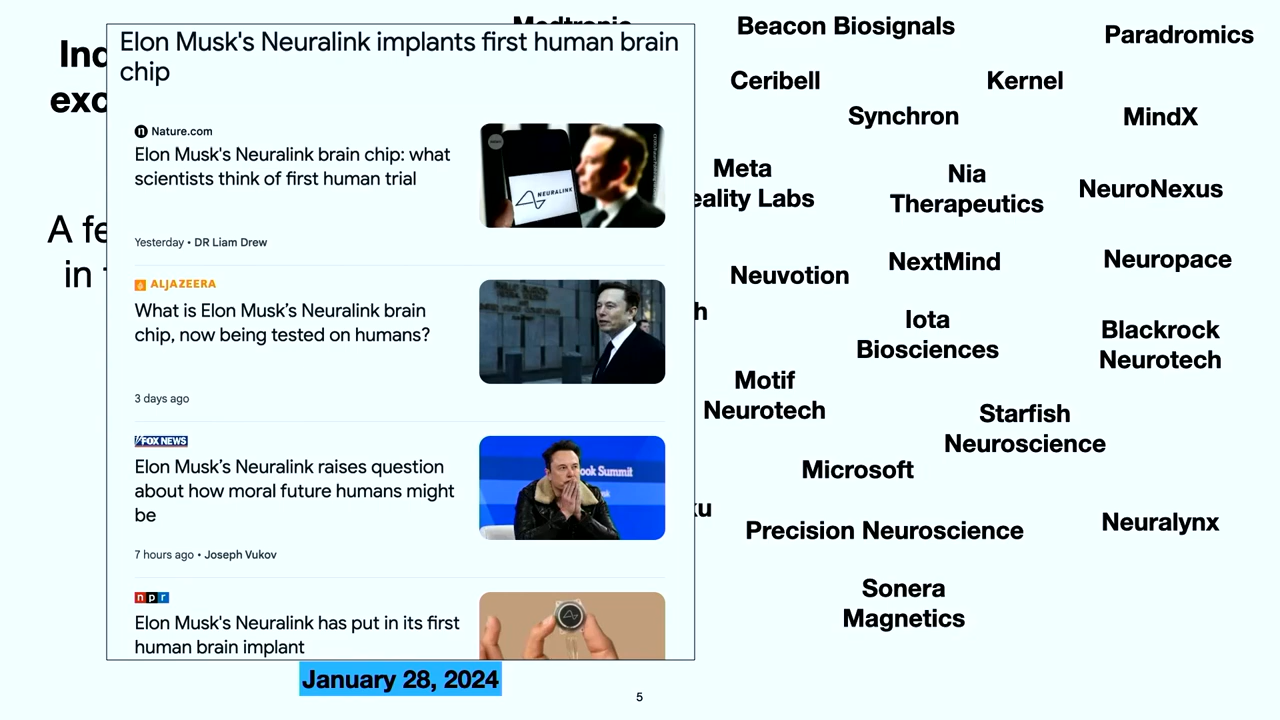 Elon Musk's Neuralink implants first human brain
chip
Nature.com
Elon Musk's Neuralink brain chip: what
scientists think of first human trial
Yesterday • DR Liam Drew
NEURALINK
ALJAZEERA
What is Elon Musk’s Neuralink brain
chip, now being tested on humans?
3 days ago
FOX NEWS
Elon Musk’s Neuralink raises question
about how moral future humans might
be
7 hours ago • Joseph Vukov
ook Summit
npr
Elon Musk's Neuralink has put in its first
human brain implant
January 28, 2024
Medtronic
Beacon Biosignals
Paradromics
Ceribell
Kernel
Synchron
MindX
Meta
eality Labs
Nia
Therapeutics
NeuroNexus
Neuvotion
NextMind
Neuropace
h
Iota
Biosciences
Blackrock
Neurotech
Motif
Neurotech
Starfish
Neuroscience
Microsoft
Precision Neuroscience
Neuralynx
Sonera
Magnetics
5